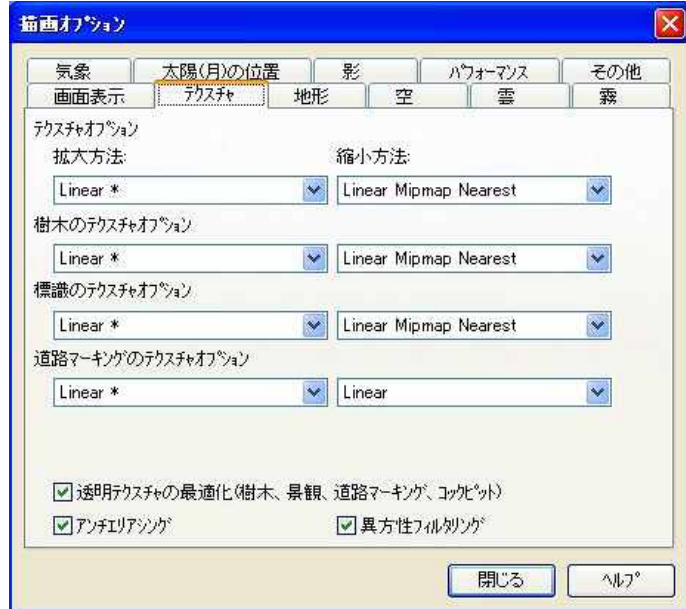 描画ｵﾌﾟｼｮﾝ
気象 太陽(月)の位置 影 ﾊﾟﾌｫｰﾏﾝｽ その他
画面表示 ﾃｸｽﾁｬ 地形 空 雲 霧
ﾃｸｽﾁｬｵﾌﾟｼｮﾝ
拡大方法: 縮小方法:
Linear * Linear Mipmap Nearest
樹木のﾃｸｽﾁｬｵﾌﾟｼｮﾝ
Linear * Linear Mipmap Nearest
標識のﾃｸｽﾁｬｵﾌﾟｼｮﾝ
Linear * Linear Mipmap Nearest
道路ﾏｰｷﾝｸﾞのﾃｸｽﾁｬｵﾌﾟｼｮﾝ
Linear * Linear
透明ﾃｸｽﾁｬの最適化(樹木、景観、道路ﾏｰｷﾝｸﾞ、ｺｯｸﾋﾟｯﾄ)
ｱﾝﾁｴﾘｱｼﾝｸﾞ 異方性ﾌｨﾙﾀﾘﾝｸﾞ
閉じる ﾍﾙﾌﾟ